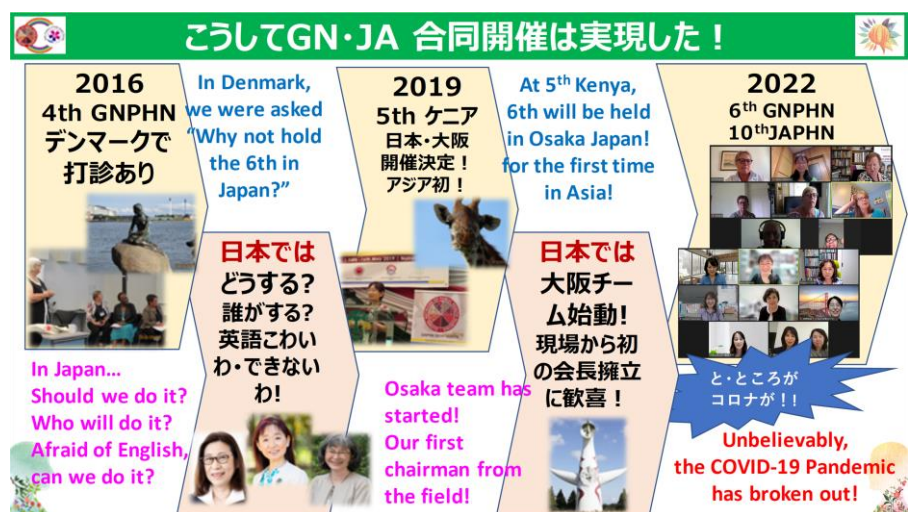 こうしてGN・JA 合同開催は実現した！
2016
4th GNPHN
デンマークで
打診あり
In Denmark,
we were asked
“Why not hold
the 6th in
Japan?”
2019
5th ケニア
日本・大阪
開催決定！
アジア初！
At 5th Kenya,
6th will be held
in Osaka Japan!
for the first time
in Asia!
2022
6th GNPHN
10thJAPHN
日本では
どうする?
誰がする?
英語こわい
わ・できない
わ!
日本では
大阪チー
ム始動!
現場から初
の会長擁立
に歓喜！
In Japan…
Should we do it?
Who will do it?
Afraid of English,
can we do it?
Osaka team has
started!
Our first
chairman from
the field!
と・ところが
コロナが！！
Unbelievably,
the COVID-19 Pandemic
has broken out!